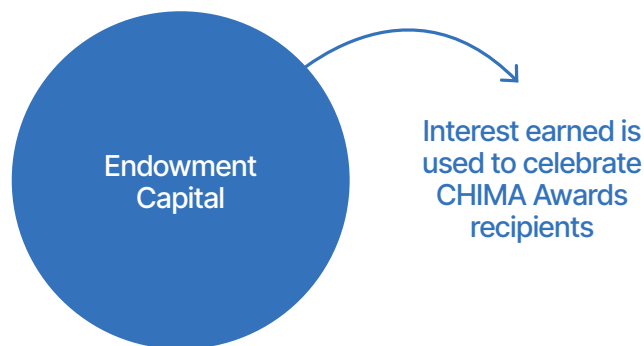 Endowment
Capital
Interest earned is
used to celebrate
CHIMA Awards
recipients